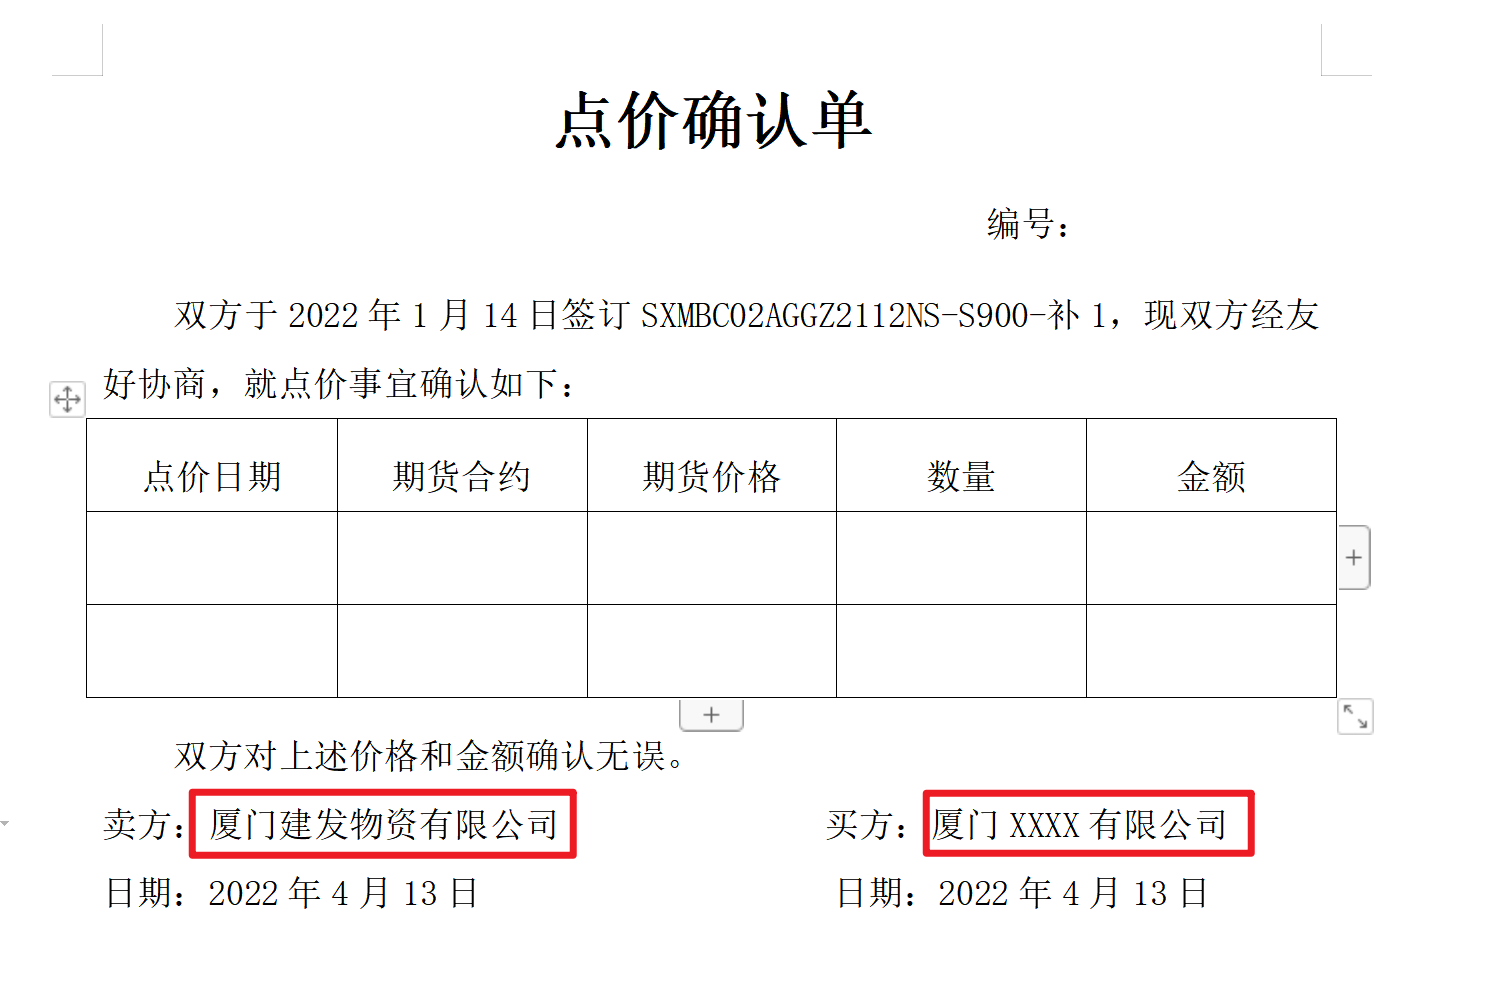 点价确认单
编号：
双方于 2022 年 1 月 14 日签订 SXMBC02AGGZ2112NS-S900-补 1，现双方经友
好协商，就点价事宜确认如下：
点价日期 期货合约 期货价格 数量 金额
双方对上述价格和金额确认无误。
卖方：厦门建发物资有限公司 买方：厦门 XXXX 有限公司
日期：2022 年 4 月 13 日 日期：2022 年 4 月 13 日